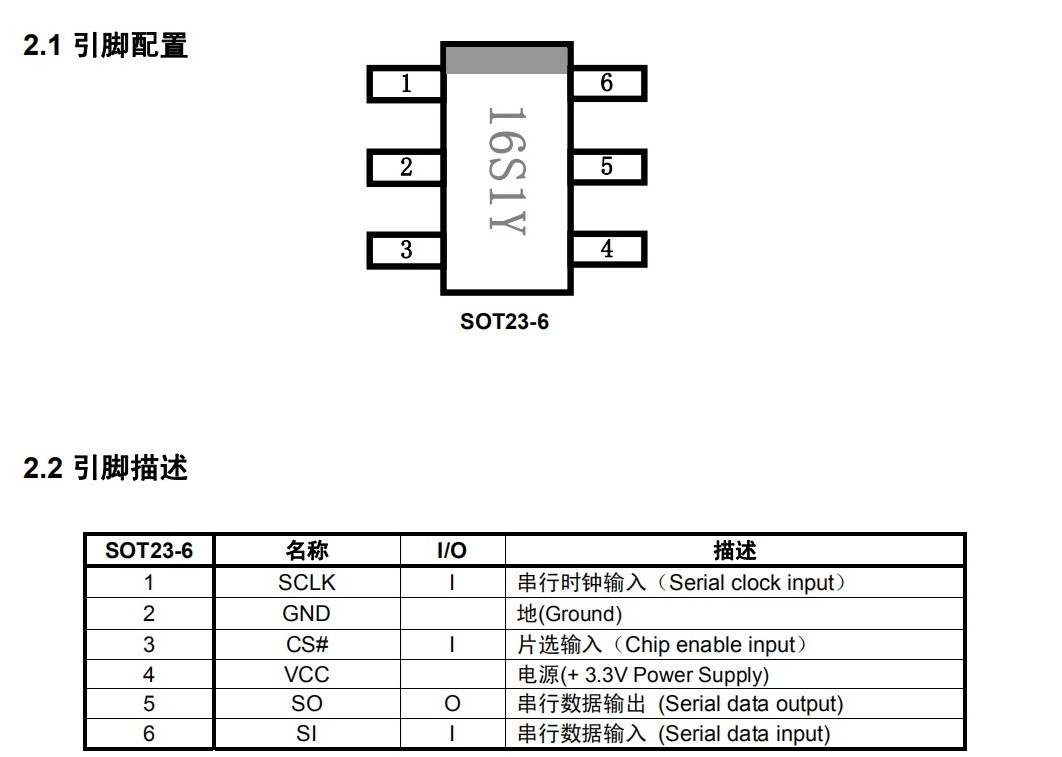 2.1 引脚配置
1
6
16S1Y
2
5
3
4
SOT23-6
2.2 引脚描述
SOT23-6 名称 I/O 描述
1 SCLK I 串行时钟输入（Serial clock input）
2 GND 地(Ground)
3 CS# I 片选输入（Chip enable input）
4 VCC 电源(+ 3.3V Power Supply)
5 SO O 串行数据输出 (Serial data output)
6 SI I 串行数据输入 (Serial data input)